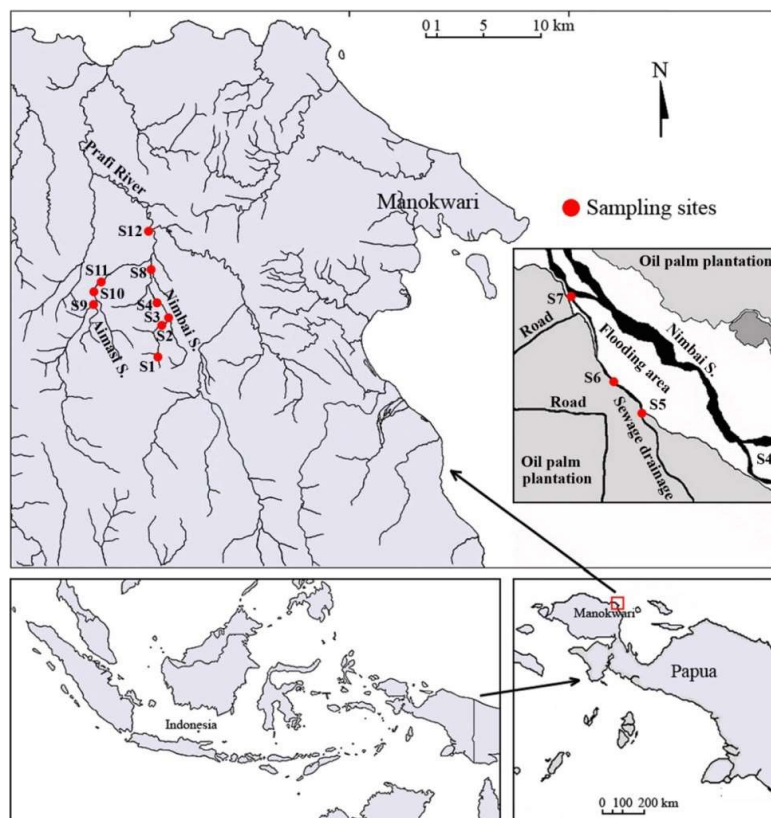 0 1 5 10 km
N
Prafi River
Manokwari
Sampling sites
S12
S11
S8
S10
S9
S4
S3
S2
S1
Nimbai S.
Aimasi S.
Oil palm plantation
S7
Road
Nimbai S.
Flooding area
S6
Road
S5
Sewage drainage
S4
Oil palm
plantation
Manokwari
Papua
Indonesia
0 100 200 km